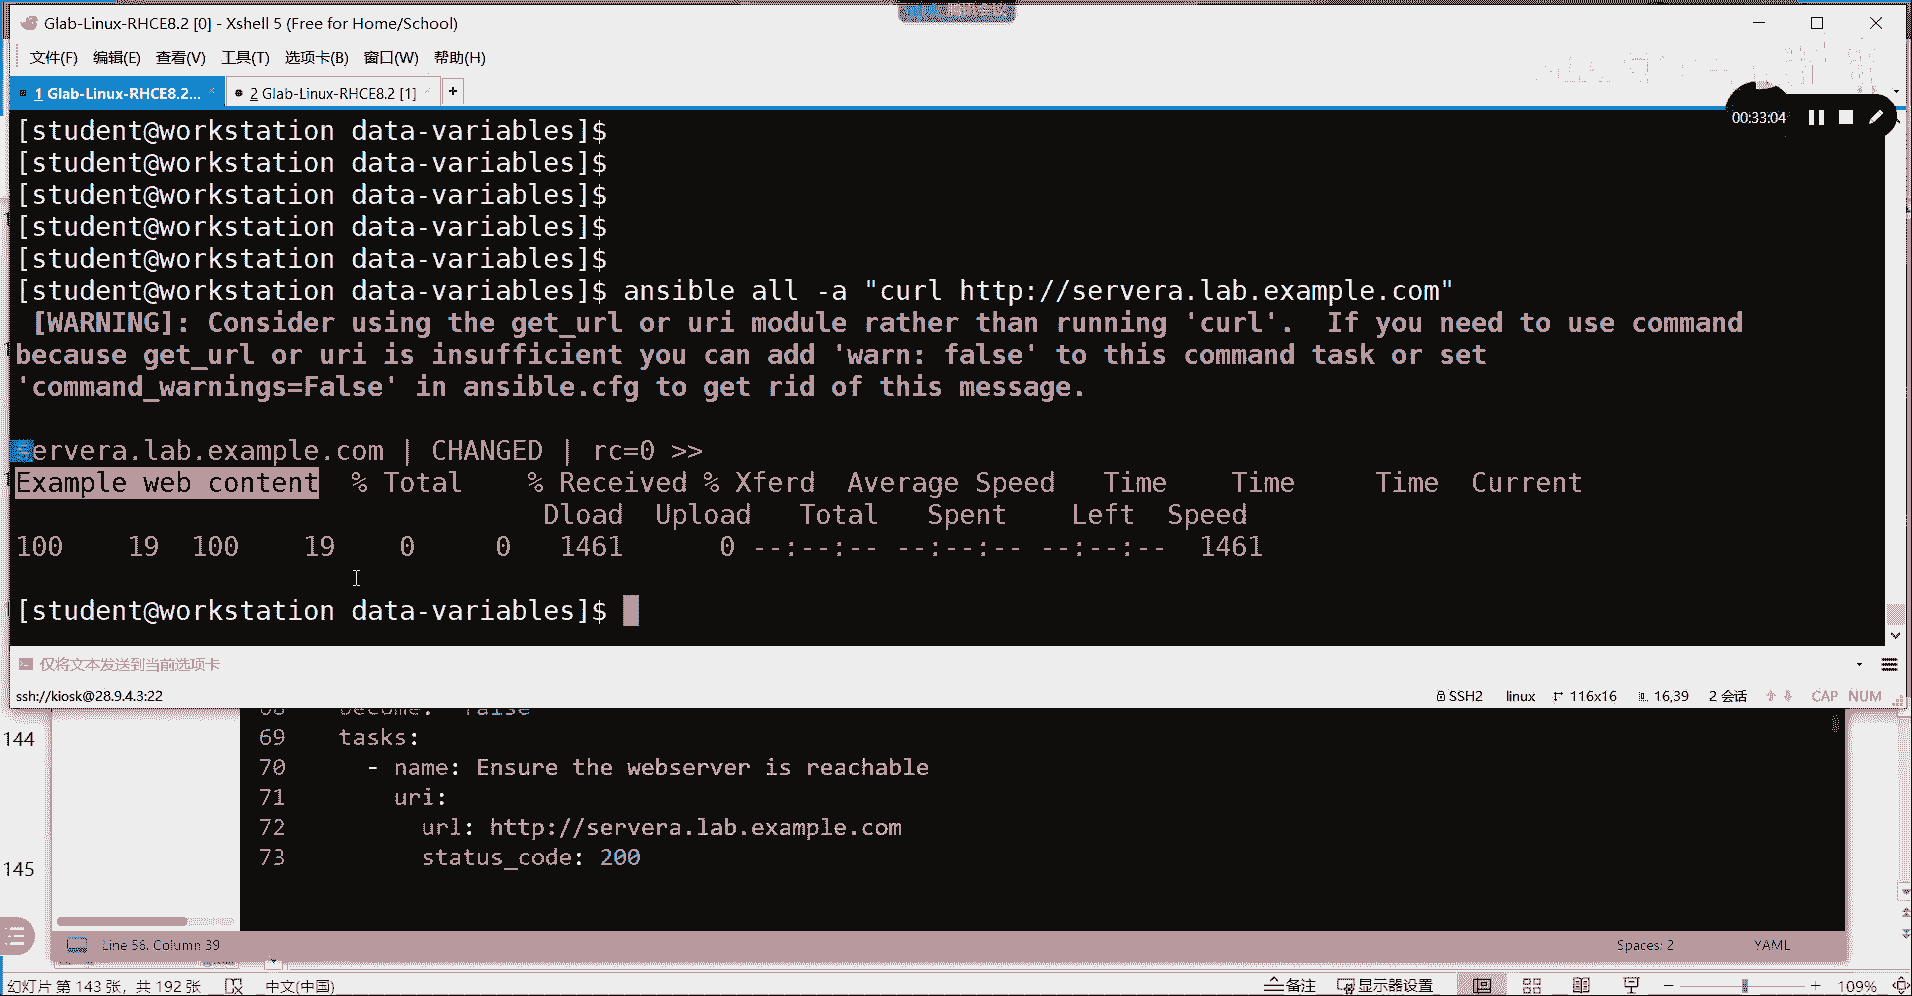 Glab-Linux-RHCE8.2 [0] - Xshell 5 (Free for Home/School)
文件(F) 编辑(E) 查看(V) 工具(T) 选项卡(B) 窗口(W) 帮助(H)
1 Glab-Linux-RHCE8.2... 2 Glab-Linux-RHCE8.2 [1] +
00:33:04
[student@workstation data-variables]$
[student@workstation data-variables]$
[student@workstation data-variables]$
[student@workstation data-variables]$
[student@workstation data-variables]$
[student@workstation data-variables]$ ansible all -a "curl http://servera.lab.example.com"
[WARNING]: Consider using the get_url or uri module rather than running 'curl'.  If you need to use command
because get_url or uri is insufficient you can add 'warn: false' to this command task or set
'command_warnings=False' in ansible.cfg to get rid of this message.
servera.lab.example.com | CHANGED | rc=0 >>
Example web content  % Total    % Received % Xferd  Average Speed   Time    Time     Time  Current
Dload  Upload   Total   Spent    Left  Speed
100    19  100    19    0     0   1461      0 --:--:-- --:--:-- --:--:--  1461
[student@workstation data-variables]$
仅将文本发送到当前选项卡
ssh://kiosk@28.9.4.3:22 SSH2 linux 116x16 16,39 2 会话 CAP NUM
68 become: false
144
69 tasks:
70 - name: Ensure the webserver is reachable
71 uri:
72 url: http://servera.lab.example.com
73 status_code: 200
145
Line 56, Column 39 Spaces: 2 YAML
幻灯片 第 143 张，共 192 张 中文(中国) 备注 显示器设置 109%